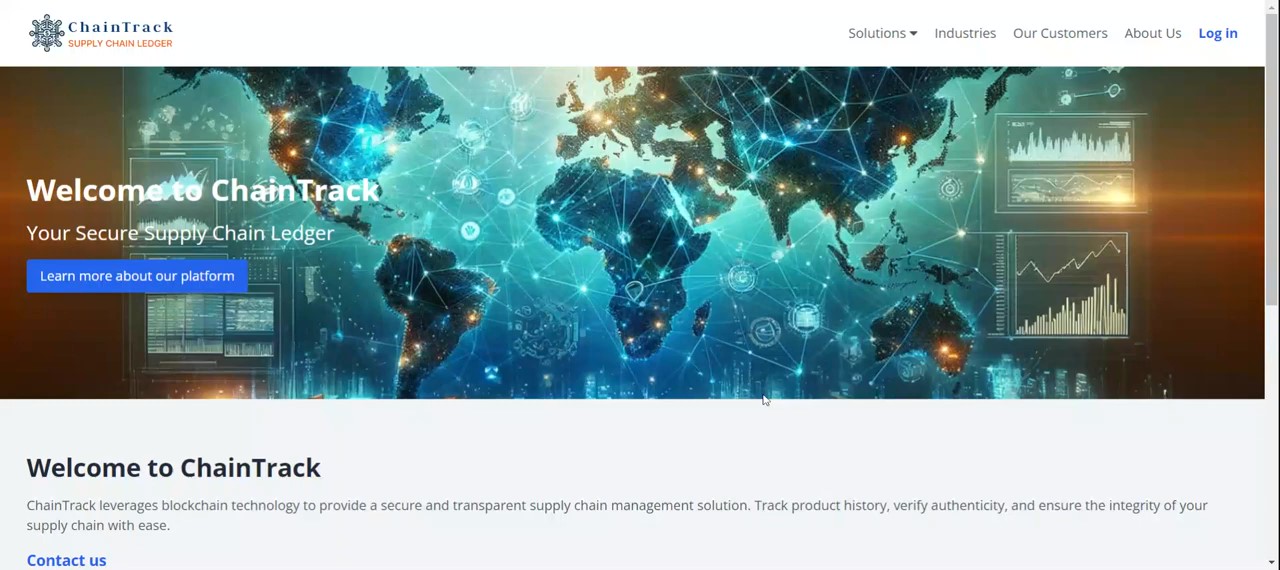 ChainTrack
SUPPLY CHAIN LEDGER
Solutions Industries Our Customers About Us Log in
Welcome to ChainTrack
Your Secure Supply Chain Ledger
Learn more about our platform
Welcome to ChainTrack
ChainTrack leverages blockchain technology to provide a secure and transparent supply chain management solution. Track product history, verify authenticity, and ensure the integrity of your
supply chain with ease.
Contact us